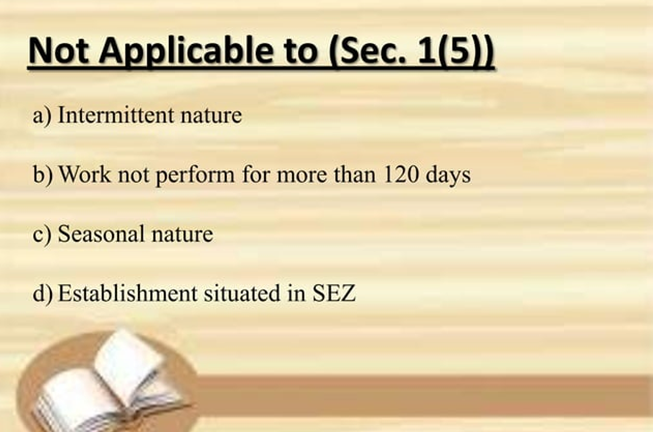 Not Applicable to (Sec. 1(5))
a) Intermittent nature
b) Work not perform for more than 120 days
c) Seasonal nature
d) Establishment situated in SEZ